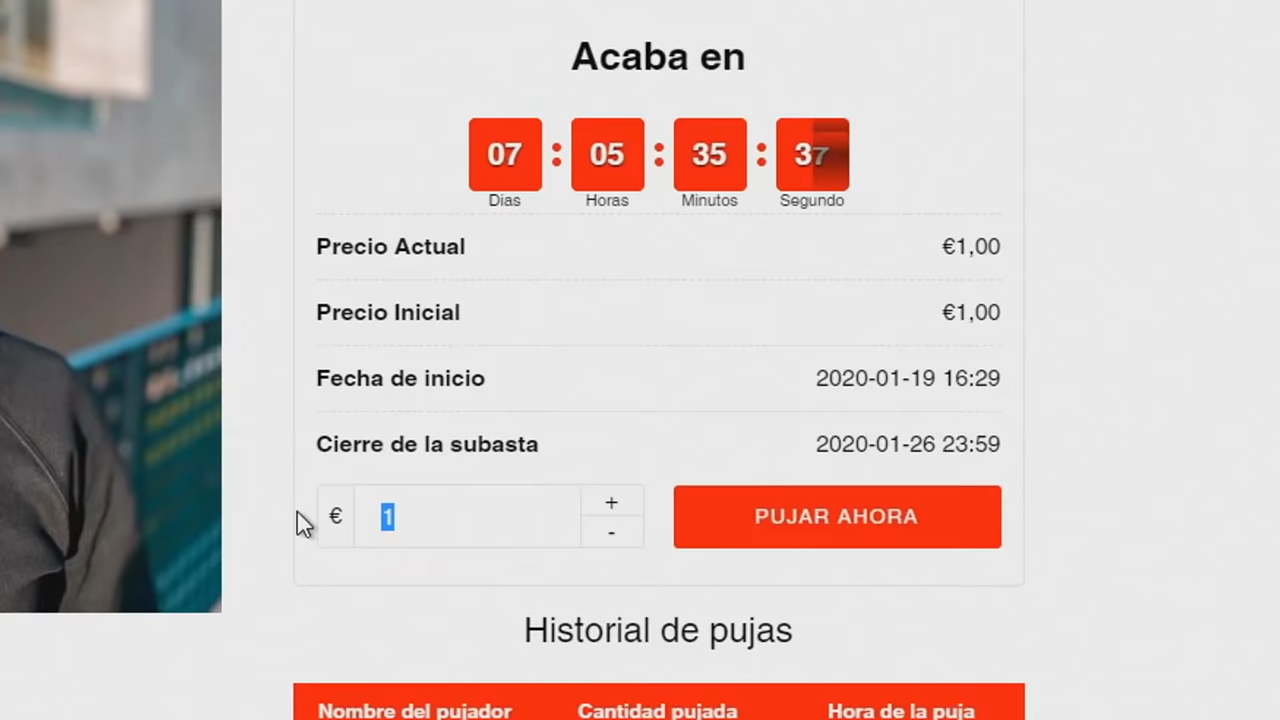 Acaba en
07 : 05 : 35 : 37
Dias Horas Minutos Segundo
Precio Actual €1,00
Precio Inicial €1,00
Fecha de inicio 2020-01-19 16:29
Cierre de la subasta 2020-01-26 23:59
€ 1 + - PUJAR AHORA
Historial de pujas
Nombre del pujador Cantidad pujada Hora de la puja